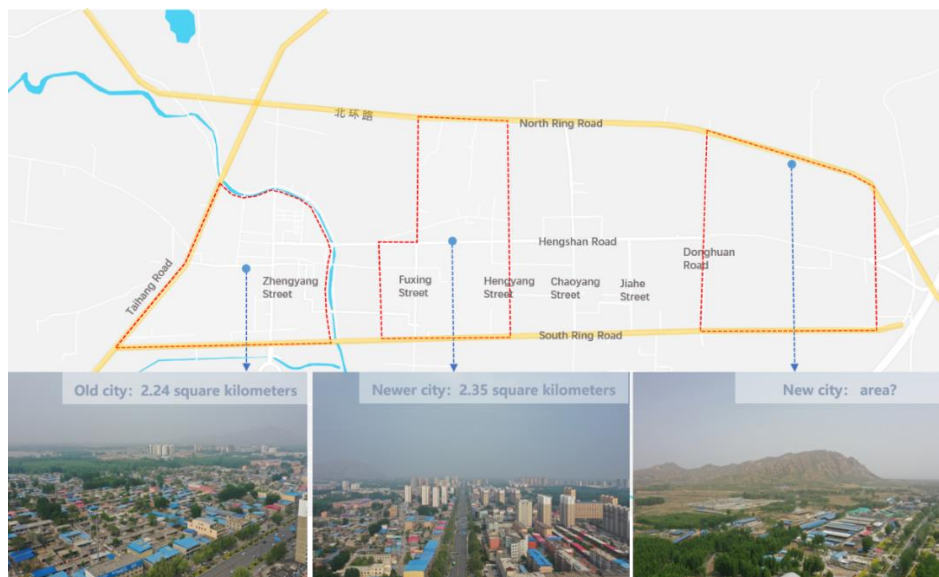 北环路
North Ring Road
Taihang Road
Zhengyang
Street
Fuxing
Street
Hengshan Road
Hengyang
Street
Chaoyang
Street
Jiahe
Street
Donghuan
Road
South Ring Road
Old city: 2.24 square kilometers
Newer city: 2.35 square kilometers
New city: area?